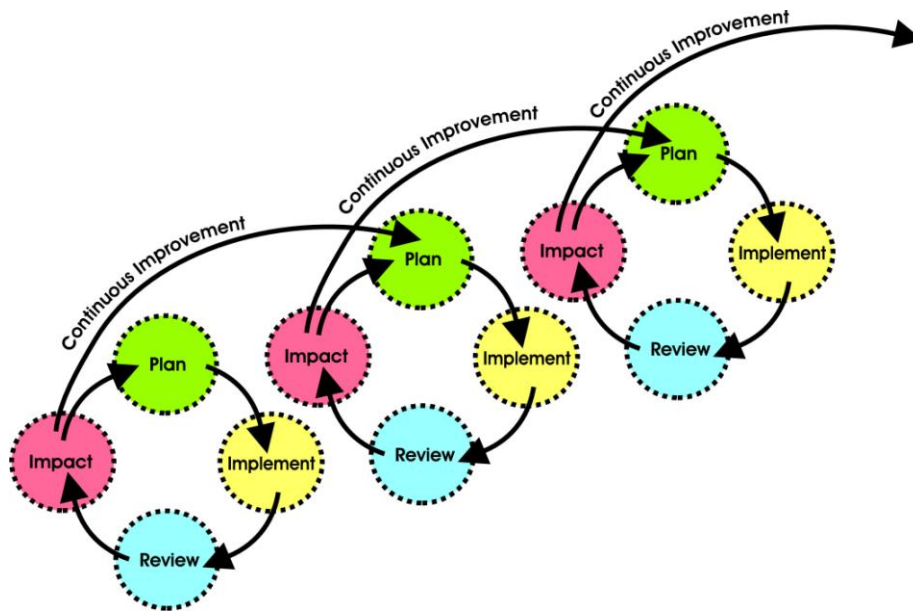 Continuous Improvement
Plan
Impact
Implement
Review
Continuous Improvement
Plan
Impact
Implement
Review
Continuous Improvement
Plan
Impact
Implement
Review